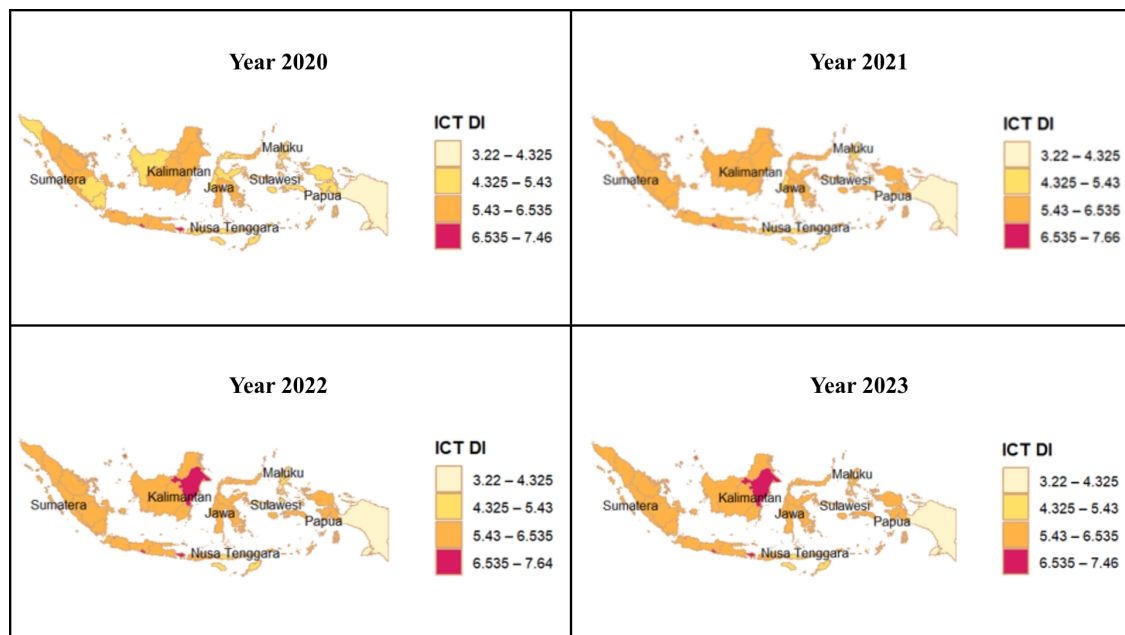 Year 2020
ICT DI
3.22 – 4.325
4.325 – 5.43
5.43 – 6.535
6.535 – 7.46
Maluku
Kalimantan
Sumatera
Sulawesi
Jawa
Papua
Nusa Tenggara
Year 2021
ICT DI
3.22 – 4.325
4.325 – 5.43
5.43 – 6.535
6.535 – 7.66
Maluku
Kalimantan
Sumatera
Sulawesi
Jawa
Papua
Nusa Tenggara
Year 2022
ICT DI
3.22 – 4.325
4.325 – 5.43
5.43 – 6.535
6.535 – 7.64
Maluku
Kalimantan
Sumatera
Sulawesi
Jawa
Papua
Nusa Tenggara
Year 2023
ICT DI
3.22 – 4.325
4.325 – 5.43
5.43 – 6.535
6.535 – 7.46
Maluku
Kalimantan
Sumatera
Sulawesi
Jawa
Papua
Nusa Tenggara